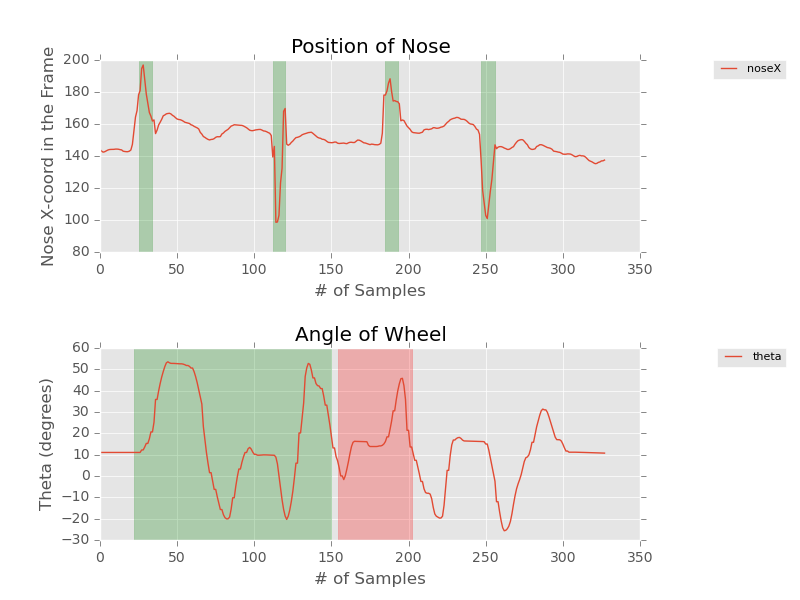 Position of Nose
Nose X-coord in the Frame
200
180
160
140
120
100
80
0 50 100 150 200 250 300 350
# of Samples
noseX
Angle of Wheel
Theta (degrees)
60
50
40
30
20
10
0
−10
−20
−30
0 50 100 150 200 250 300 350
# of Samples
theta